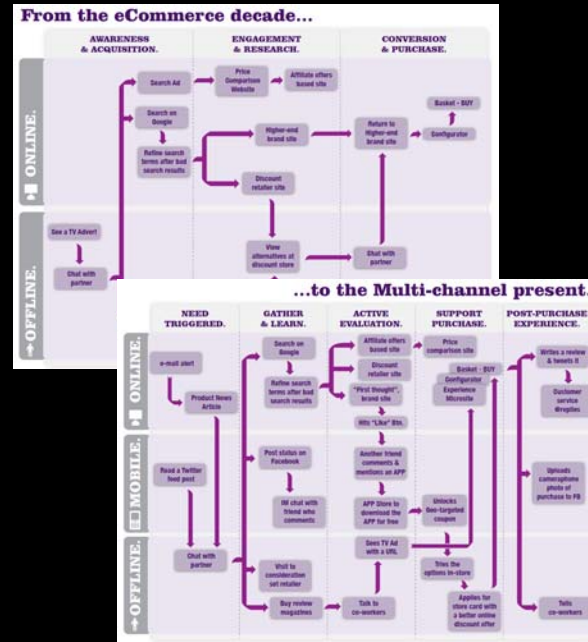 From the eCommerce decade...
AWARENESS
& ACQUISITION.
ENGAGEMENT
& RESEARCH.
CONVERSION
& PURCHASE.
ONLINE.
Search Ad
Price
Comparison
Website
Affiliate offers
based site
Search on
Google
Refine search
terms after bad
search results
Higher-end
brand site
Discount
retailer site
Return to
Higher-end
brand site
Basket - BUY
Configurator
OFFLINE.
See a TV Advert
Chat with
partner
View
alternatives at
discount store
Chat with
partner
...to the Multi-channel present.
NEED
TRIGGERED.
GATHER
& LEARN.
ACTIVE
EVALUATION.
SUPPORT
PURCHASE.
POST-PURCHASE
EXPERIENCE.
ONLINE.
e-mail alert
Product News
Article
Search on
Google
Refine search
terms after bad
search results
Affiliate offers
based site
Discount
retailer site
"First thought",
brand site
Hits "Like" Btn.
Price
comparison site
Basket - BUY
Configurator
Experience
Microsite
Writes a review
& tweets it
Customer
service
@replies
MOBILE.
Read a Twitter
feed post
Post status on
Facebook
IM chat with
friend who
comments
Another friend
comments &
mentions an APP
APP Store to
download the
APP for free
Unlocks
Geo-targeted
coupon
Uploads
cameraphone
photo of
purchase to FB
OFFLINE.
Chat with
partner
Visit to
consideration
set retailer
Buy review
magazines
Sees TV Ad
with a URL
Talk to
co-workers
Tries the
options in-store
Applies for
store card with
a better online
discount offer
Tells
co-workers